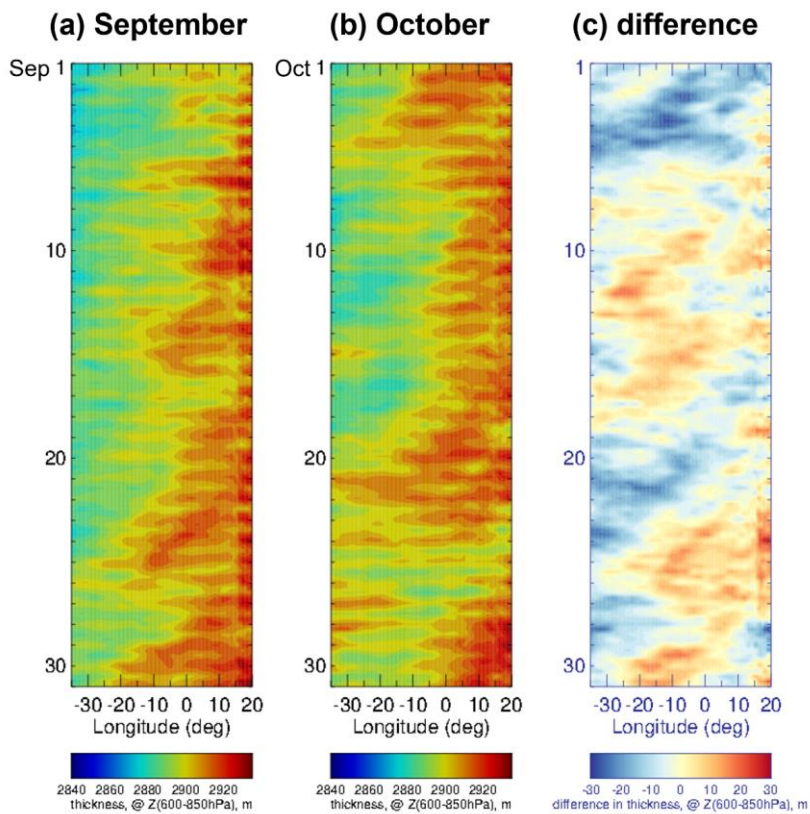 (a) September (b) October (c) difference
Sep 1 Oct 1 1
10 10 10
20 20 20
30 30 30
-30 -20 -10 0 10 20 -30 -20 -10 0 10 20 -30 -20 -10 0 10 20
Longitude (deg) Longitude (deg) Longitude (deg)
2840 2860 2880 2900 2920 2840 2860 2880 2900 2920 -30 -20 -10 0 10 20 30
thickness, @ Z(600-850hPa), m thickness, @ Z(600-850hPa), m difference in thickness, @ Z(600-850hPa), m